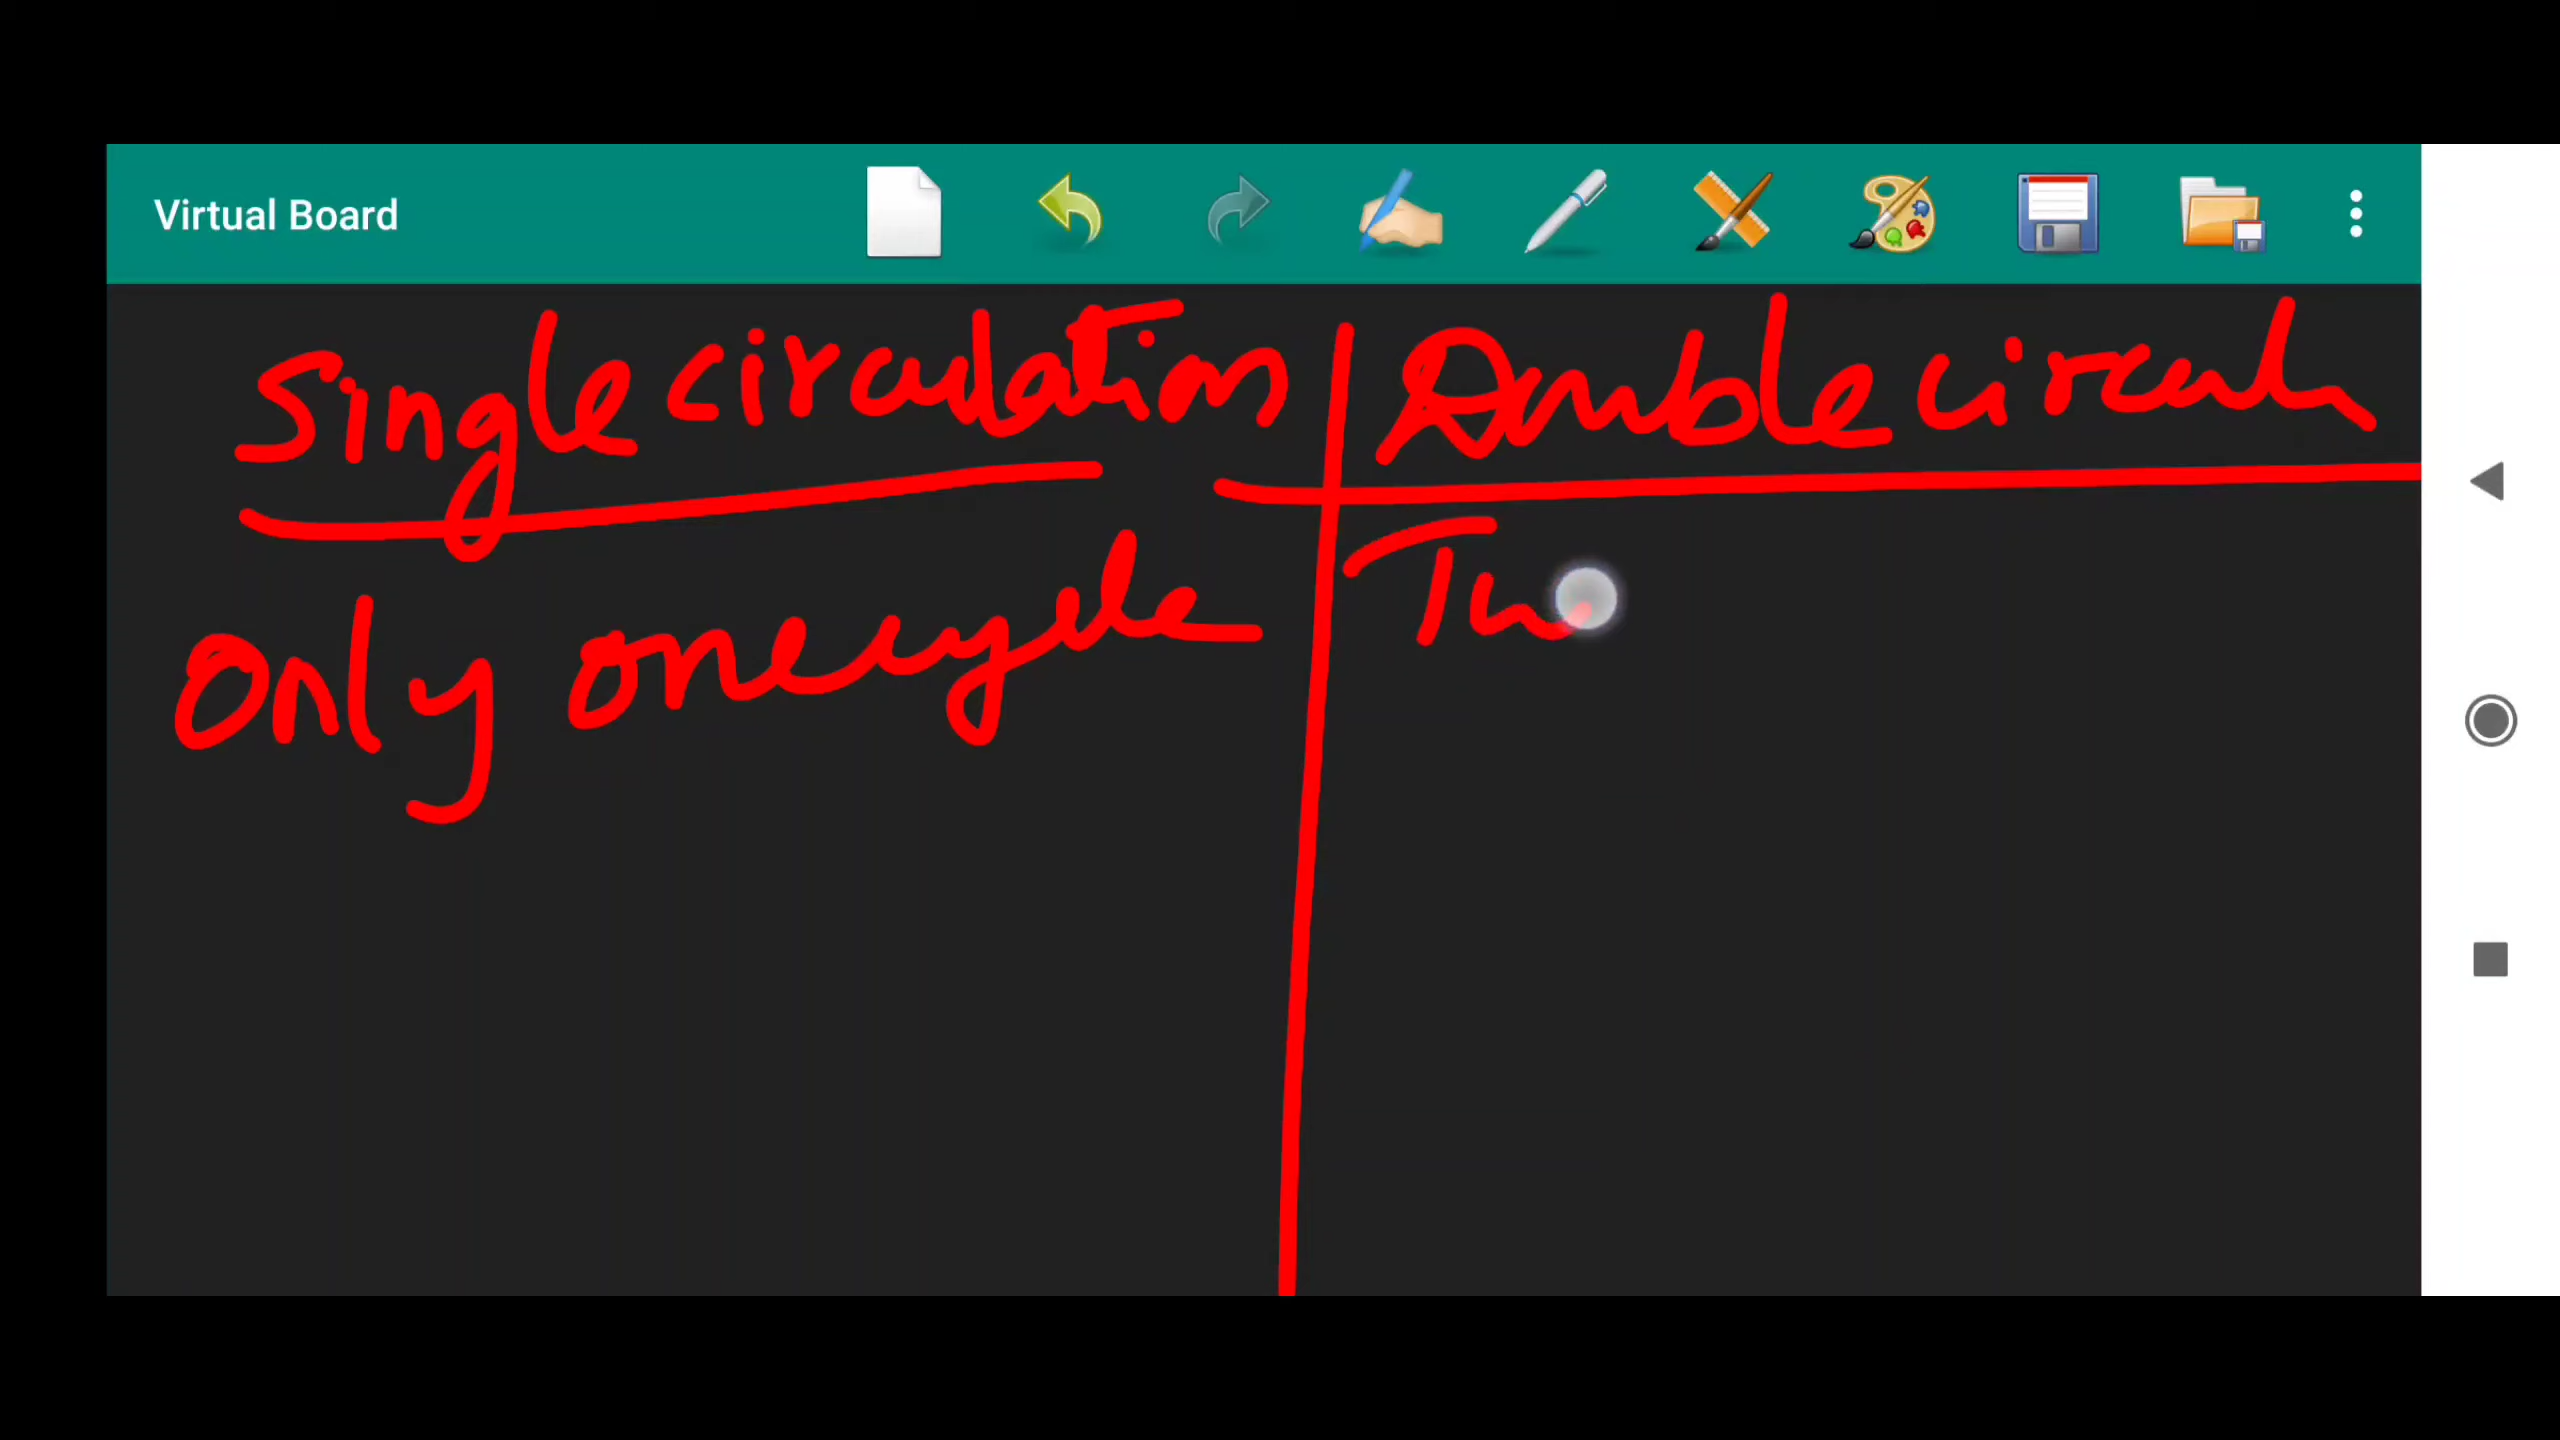 Virtual Board
Single circulation
Double circul
Only one cycle
Tw